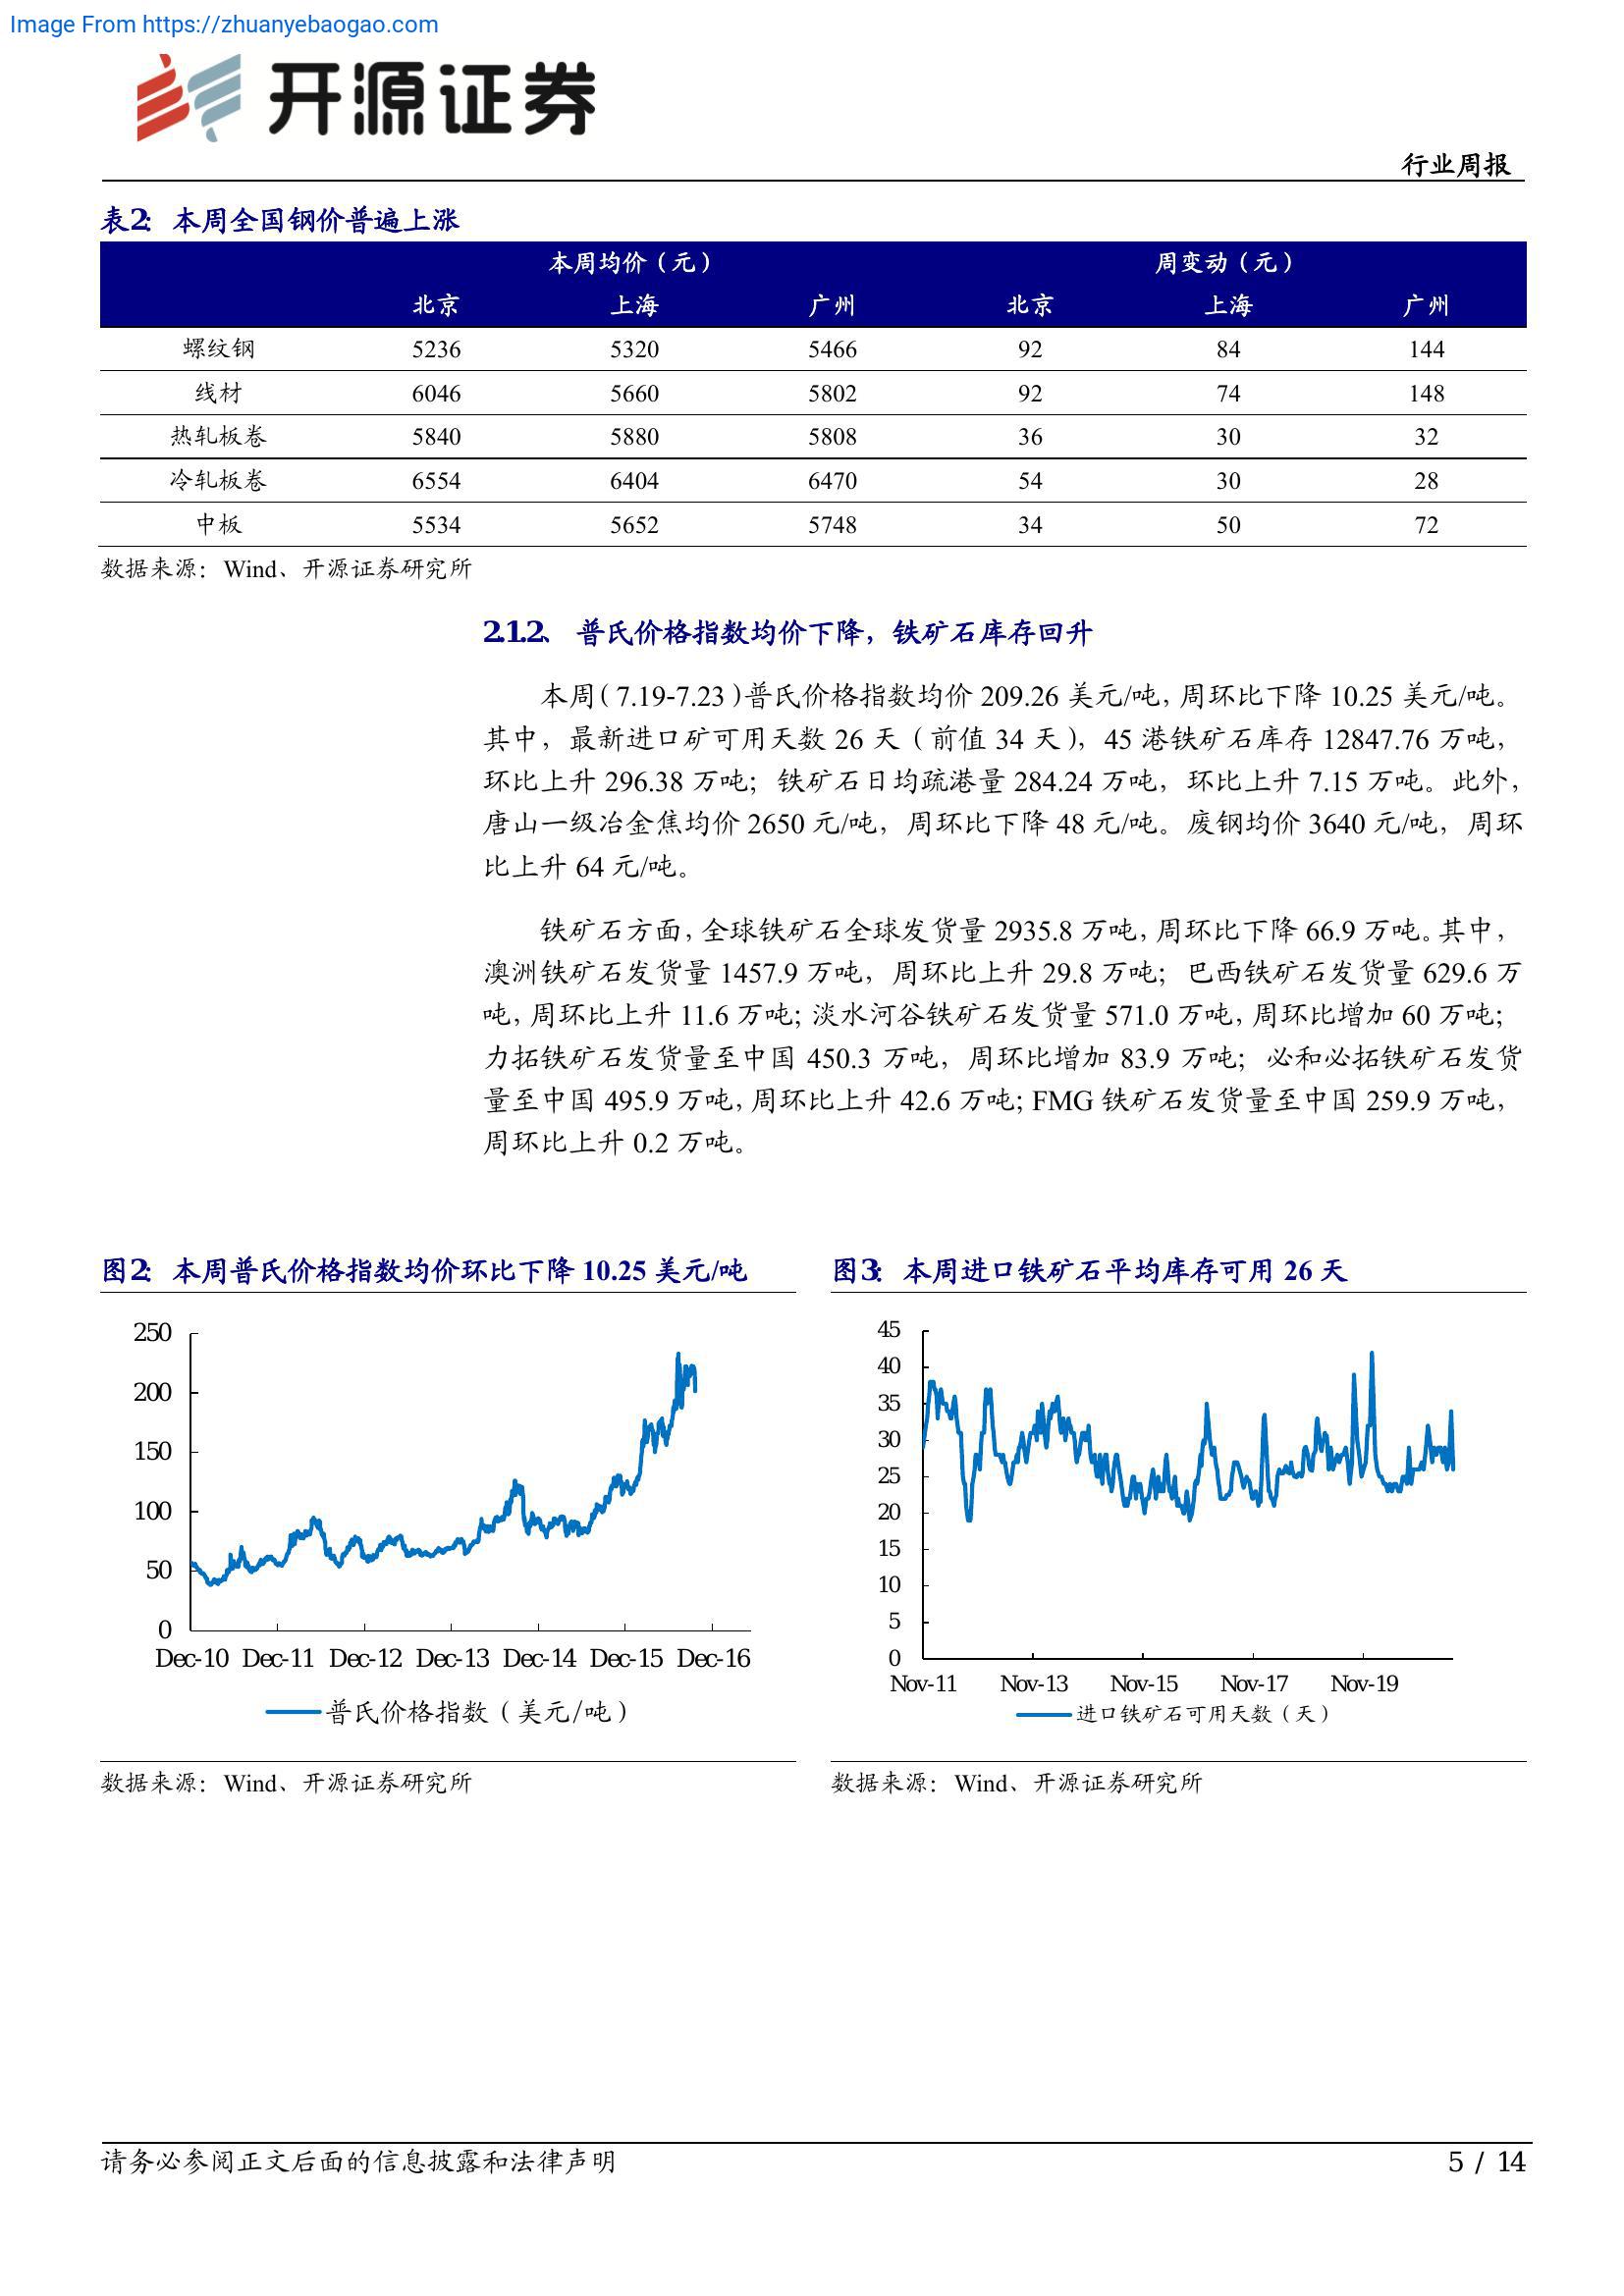 Image From https://zhuanyebaogao.com
开源证券
行业周报
表2: 本周全国钢价普遍上涨
本周均价（元） 周变动（元）
北京 上海 广州 北京 上海 广州
螺纹钢 5236 5320 5466 92 84 144
线材 6046 5660 5802 92 74 148
热轧板卷 5840 5880 5808 36 30 32
冷轧板卷 6554 6404 6470 54 30 28
中板 5534 5652 5748 34 50 72
数据来源：Wind、开源证券研究所
2.1.2、 普氏价格指数均价下降，铁矿石库存回升
本周（7.19-7.23）普氏价格指数均价 209.26 美元/吨，周环比下降 10.25 美元/吨。
其中，最新进口矿可用天数 26 天（前值 34 天），45 港铁矿石库存 12847.76 万吨，
环比上升 296.38 万吨；铁矿石日均疏港量 284.24 万吨，环比上升 7.15 万吨。此外，
唐山一级冶金焦均价 2650 元/吨，周环比下降 48 元/吨。废钢均价 3640 元/吨，周环
比上升 64 元/吨。
铁矿石方面，全球铁矿石全球发货量 2935.8 万吨，周环比下降 66.9 万吨。其中，
澳洲铁矿石发货量 1457.9 万吨，周环比上升 29.8 万吨；巴西铁矿石发货量 629.6 万
吨，周环比上升 11.6 万吨；淡水河谷铁矿石发货量 571.0 万吨，周环比增加 60 万吨；
力拓铁矿石发货量至中国 450.3 万吨，周环比增加 83.9 万吨；必和必拓铁矿石发货
量至中国 495.9 万吨，周环比上升 42.6 万吨；FMG 铁矿石发货量至中国 259.9 万吨，
周环比上升 0.2 万吨。
图2: 本周普氏价格指数均价环比下降 10.25 美元/吨
250
200
150
100
50
0
Dec-10 Dec-11 Dec-12 Dec-13 Dec-14 Dec-15 Dec-16
普氏价格指数（美元/吨）
数据来源：Wind、开源证券研究所
图3: 本周进口铁矿石平均库存可用 26 天
45
40
35
30
25
20
15
10
5
0
Nov-11 Nov-13 Nov-15 Nov-17 Nov-19
进口铁矿石可用天数（天）
数据来源：Wind、开源证券研究所
请务必参阅正文后面的信息披露和法律声明
5 / 14